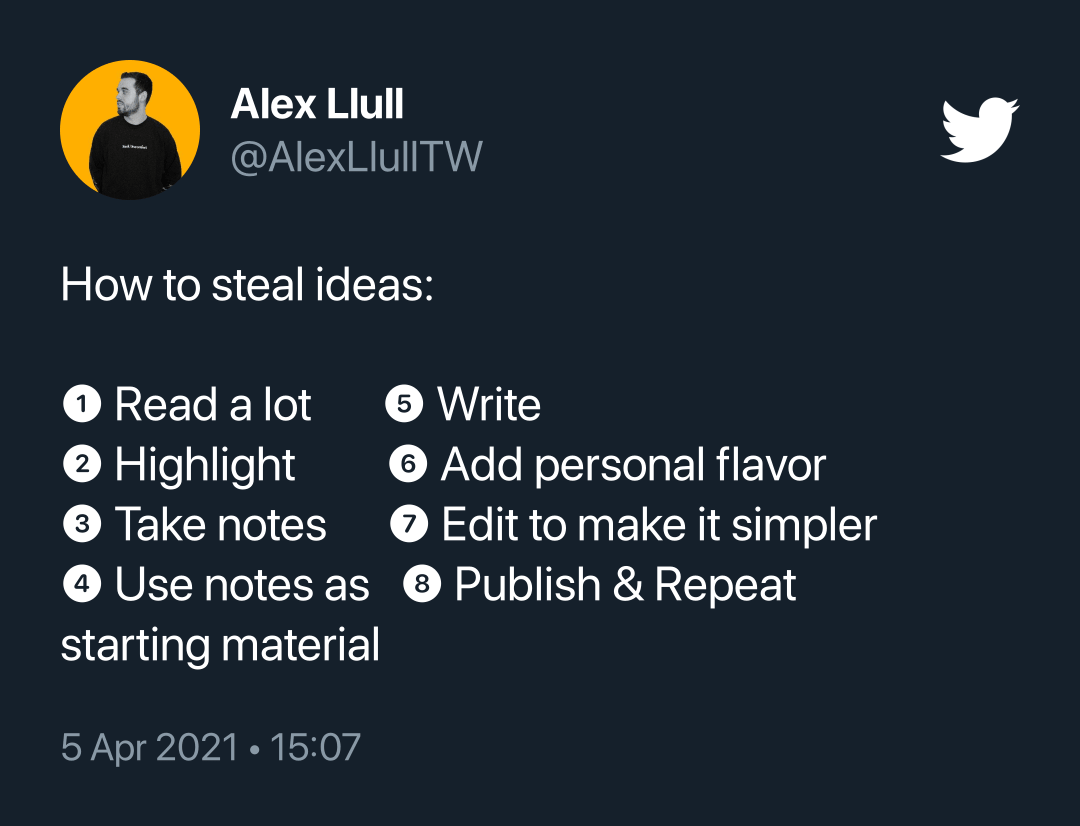 Alex Llull
@AlexLlullTW
How to steal ideas:
❶ Read a lot ❺ Write
❷ Highlight ❻ Add personal flavor
❸ Take notes ❼ Edit to make it simpler
❹ Use notes as ❽ Publish & Repeat
starting material
5 Apr 2021 • 15:07